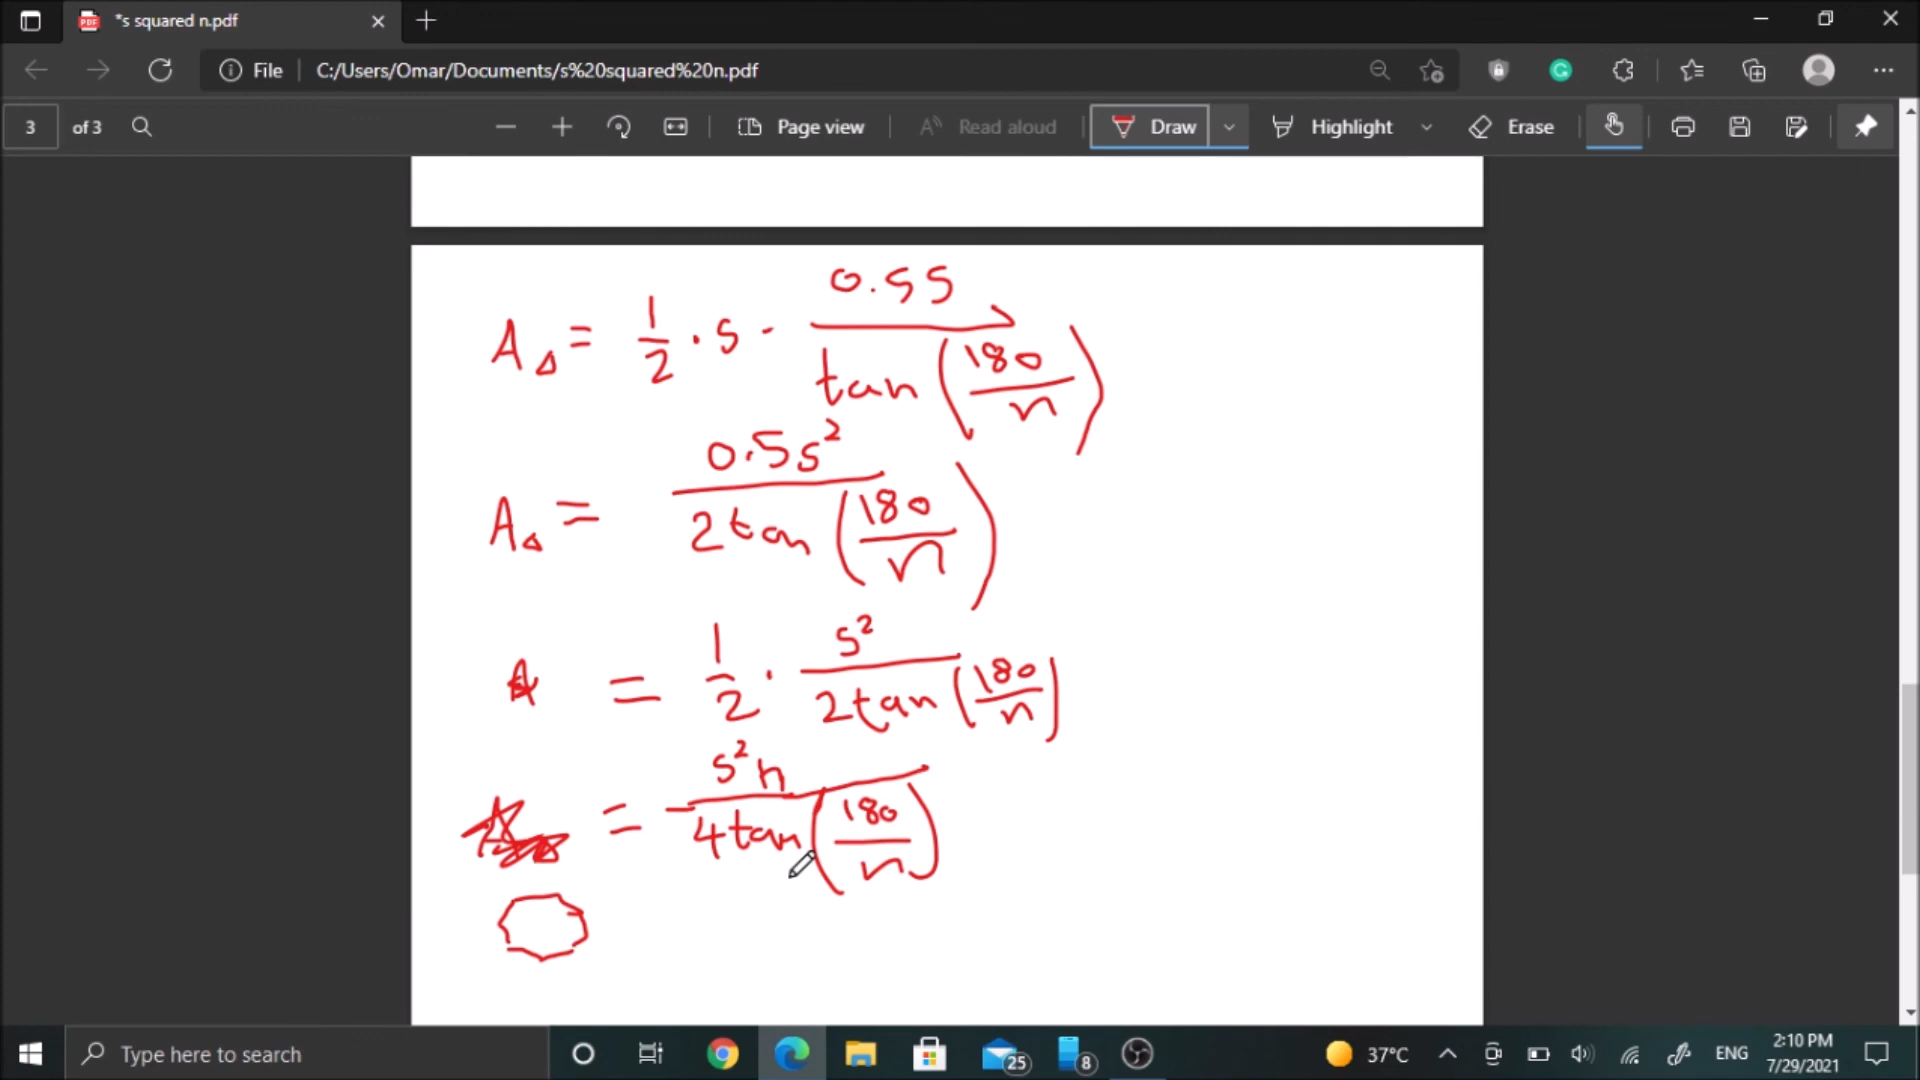 *s squared n.pdf
File C:/Users/Omar/Documents/s%20squared%20n.pdf
3 of 3 Page view Read aloud Draw Highlight Erase
A△ = 1/2 · s · 0.5s / tan(180/n)
A△ = 0.5s² / 2tan(180/n)
A = 1/2 · s² / 2tan(180/n)
= s²n / 4tan(180/n)
Type here to search 25 8 37°C ENG 2:10 PM
7/29/2021